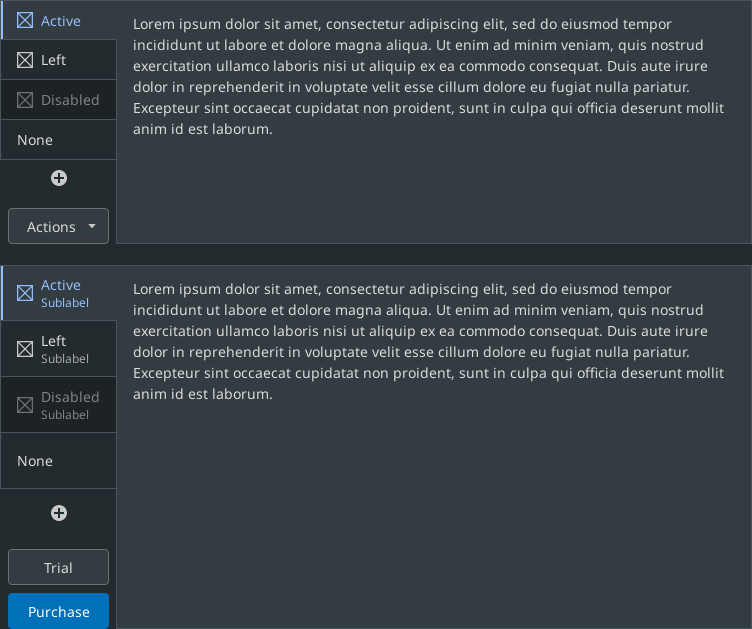 Active
Left
Disabled
None
Actions
Lorem ipsum dolor sit amet, consectetur adipiscing elit, sed do eiusmod tempor
incididunt ut labore et dolore magna aliqua. Ut enim ad minim veniam, quis nostrud
exercitation ullamco laboris nisi ut aliquip ex ea commodo consequat. Duis aute irure
dolor in reprehenderit in voluptate velit esse cillum dolore eu fugiat nulla pariatur.
Excepteur sint occaecat cupidatat non proident, sunt in culpa qui officia deserunt mollit
anim id est laborum.
Active
Sublabel
Left
Sublabel
Disabled
Sublabel
None
Trial
Purchase
Lorem ipsum dolor sit amet, consectetur adipiscing elit, sed do eiusmod tempor
incididunt ut labore et dolore magna aliqua. Ut enim ad minim veniam, quis nostrud
exercitation ullamco laboris nisi ut aliquip ex ea commodo consequat. Duis aute irure
dolor in reprehenderit in voluptate velit esse cillum dolore eu fugiat nulla pariatur.
Excepteur sint occaecat cupidatat non proident, sunt in culpa qui officia deserunt mollit
anim id est laborum.